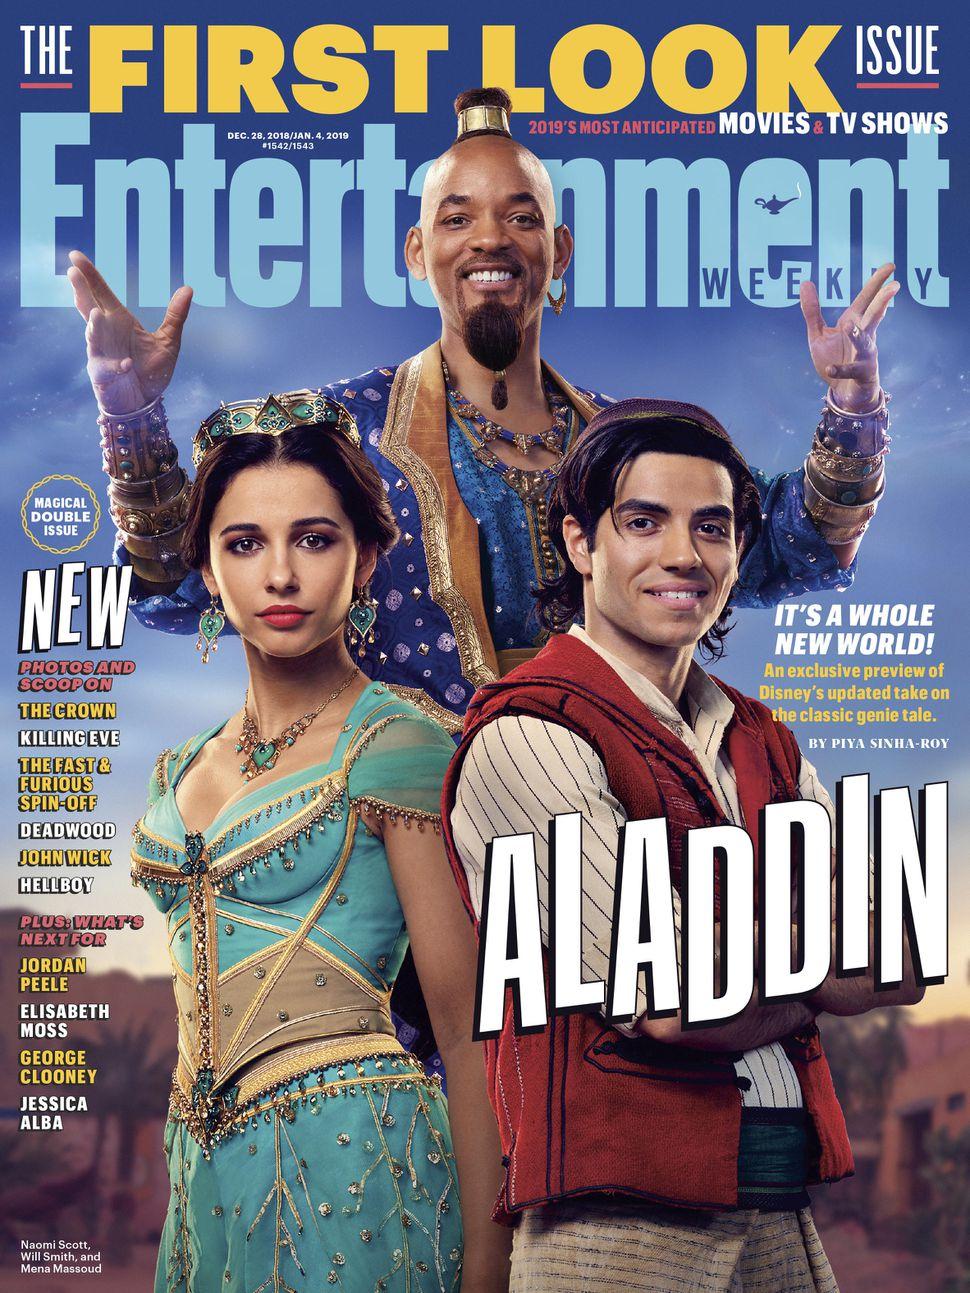 THE FIRST LOOK ISSUE
2019'S MOST ANTICIPATED MOVIES & TV SHOWS
DEC. 28, 2018/JAN. 4, 2019
#1542/1543
Entertainment
WEEKLY
MAGICAL
DOUBLE
ISSUE
NEW
PHOTOS AND
SCOOP ON
THE CROWN
KILLING EVE
THE FAST &
FURIOUS
SPIN-OFF
DEADWOOD
JOHN WICK
HELLBOY
PLUS: WHAT'S
NEXT FOR
JORDAN
PEELE
ELISABETH
MOSS
GEORGE
CLOONEY
JESSICA
ALBA
IT'S A WHOLE
NEW WORLD!
An exclusive preview of
Disney's updated take on
the classic genie tale.
BY PIYA SINHA-ROY
ALADDIN
Naomi Scott,
Will Smith, and
Mena Massoud